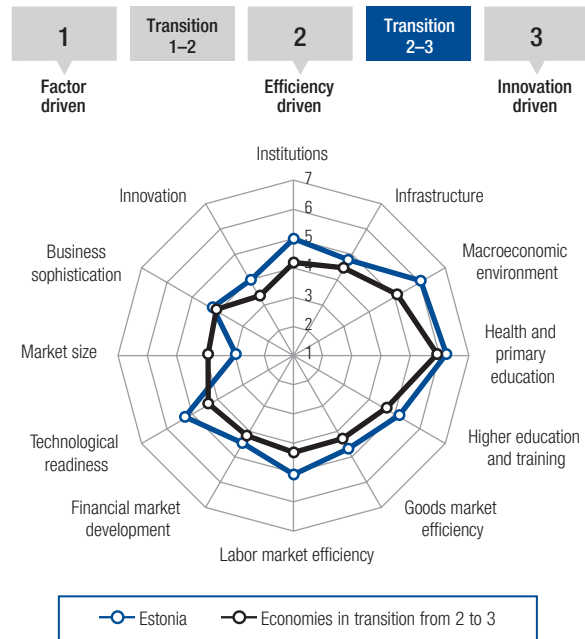 1
Transition
1–2
2
Transition
2–3
3
Factor
driven
Efficiency
driven
Innovation
driven
Institutions
Innovation
Infrastructure
Business
sophistication
Macroeconomic
environment
Market size
Health and
primary
education
Technological
readiness
Higher education
and training
Financial market
development
Goods market
efficiency
Labor market efficiency
7
6
5
4
3
2
1
Estonia
Economies in transition from 2 to 3